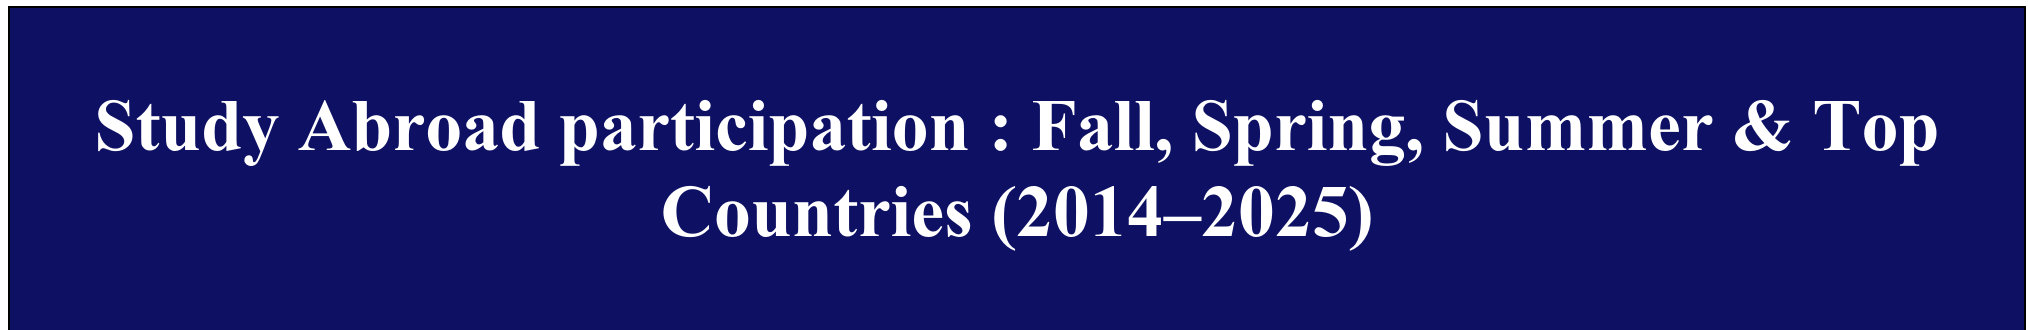 Study Abroad participation : Fall, Spring, Summer & Top
Countries (2014–2025)